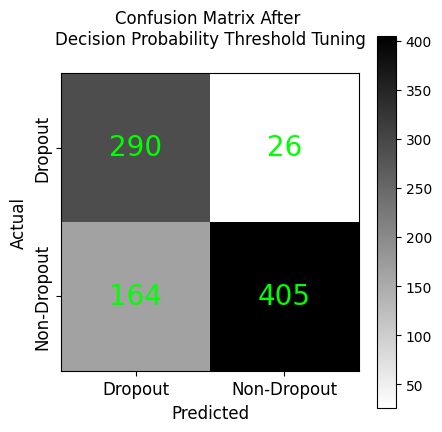 Confusion Matrix After
Decision Probability Threshold Tuning
Dropout
290
26
Actual
Non-Dropout
164
405
Dropout
Non-Dropout
Predicted
400
350
300
250
200
150
100
50